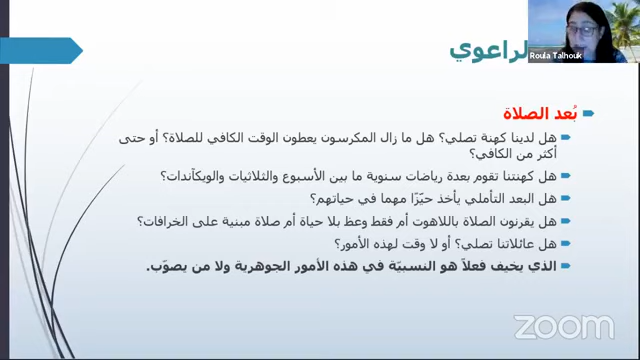 الراعوي
Roula Talhouk
بُعد الصلاة
هل لدينا كهنة تصلي؟ هل ما زال المكرسون يعطون الوقت الكافي للصلاة؟ أو حتى
أكثر من الكافي؟
هل كهنتنا تقوم بعدة رياضات سنوية ما بين الأسبوع والثلاثيات والويكآندات؟
هل البعد التأملي يأخذ حيّزًا مهما في حياتهم؟
هل يقرنون الصلاة باللاهوت أم فقط وعظ بلا حياة أم صلاة مبنية على الخرافات؟
هل عائلاتنا تصلي؟ أو لا وقت لهذه الأمور؟
الذي يخيف فعلاً هو النسبيّة في هذه الأمور الجوهرية ولا من يصوّب.
zoom